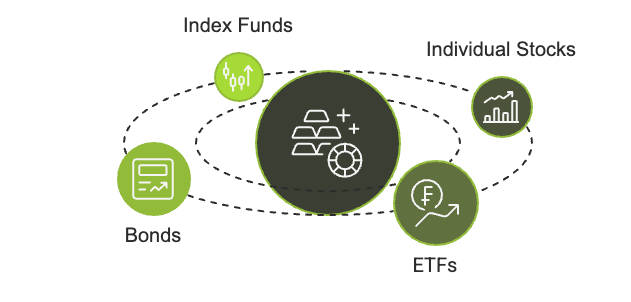 Index Funds
Individual Stocks
Bonds
ETFs